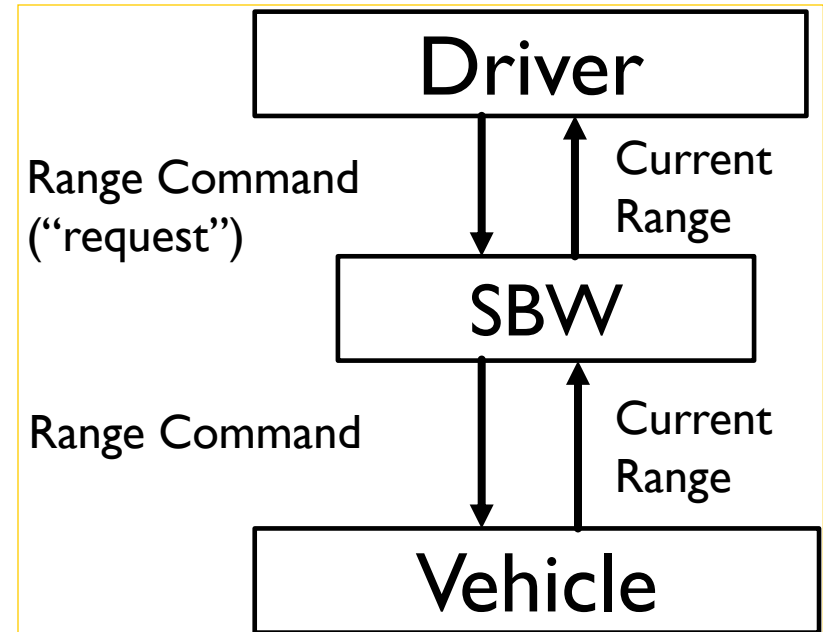 Driver
Range Command
(“request”)
Current
Range
SBW
Range Command
Current
Range
Vehicle